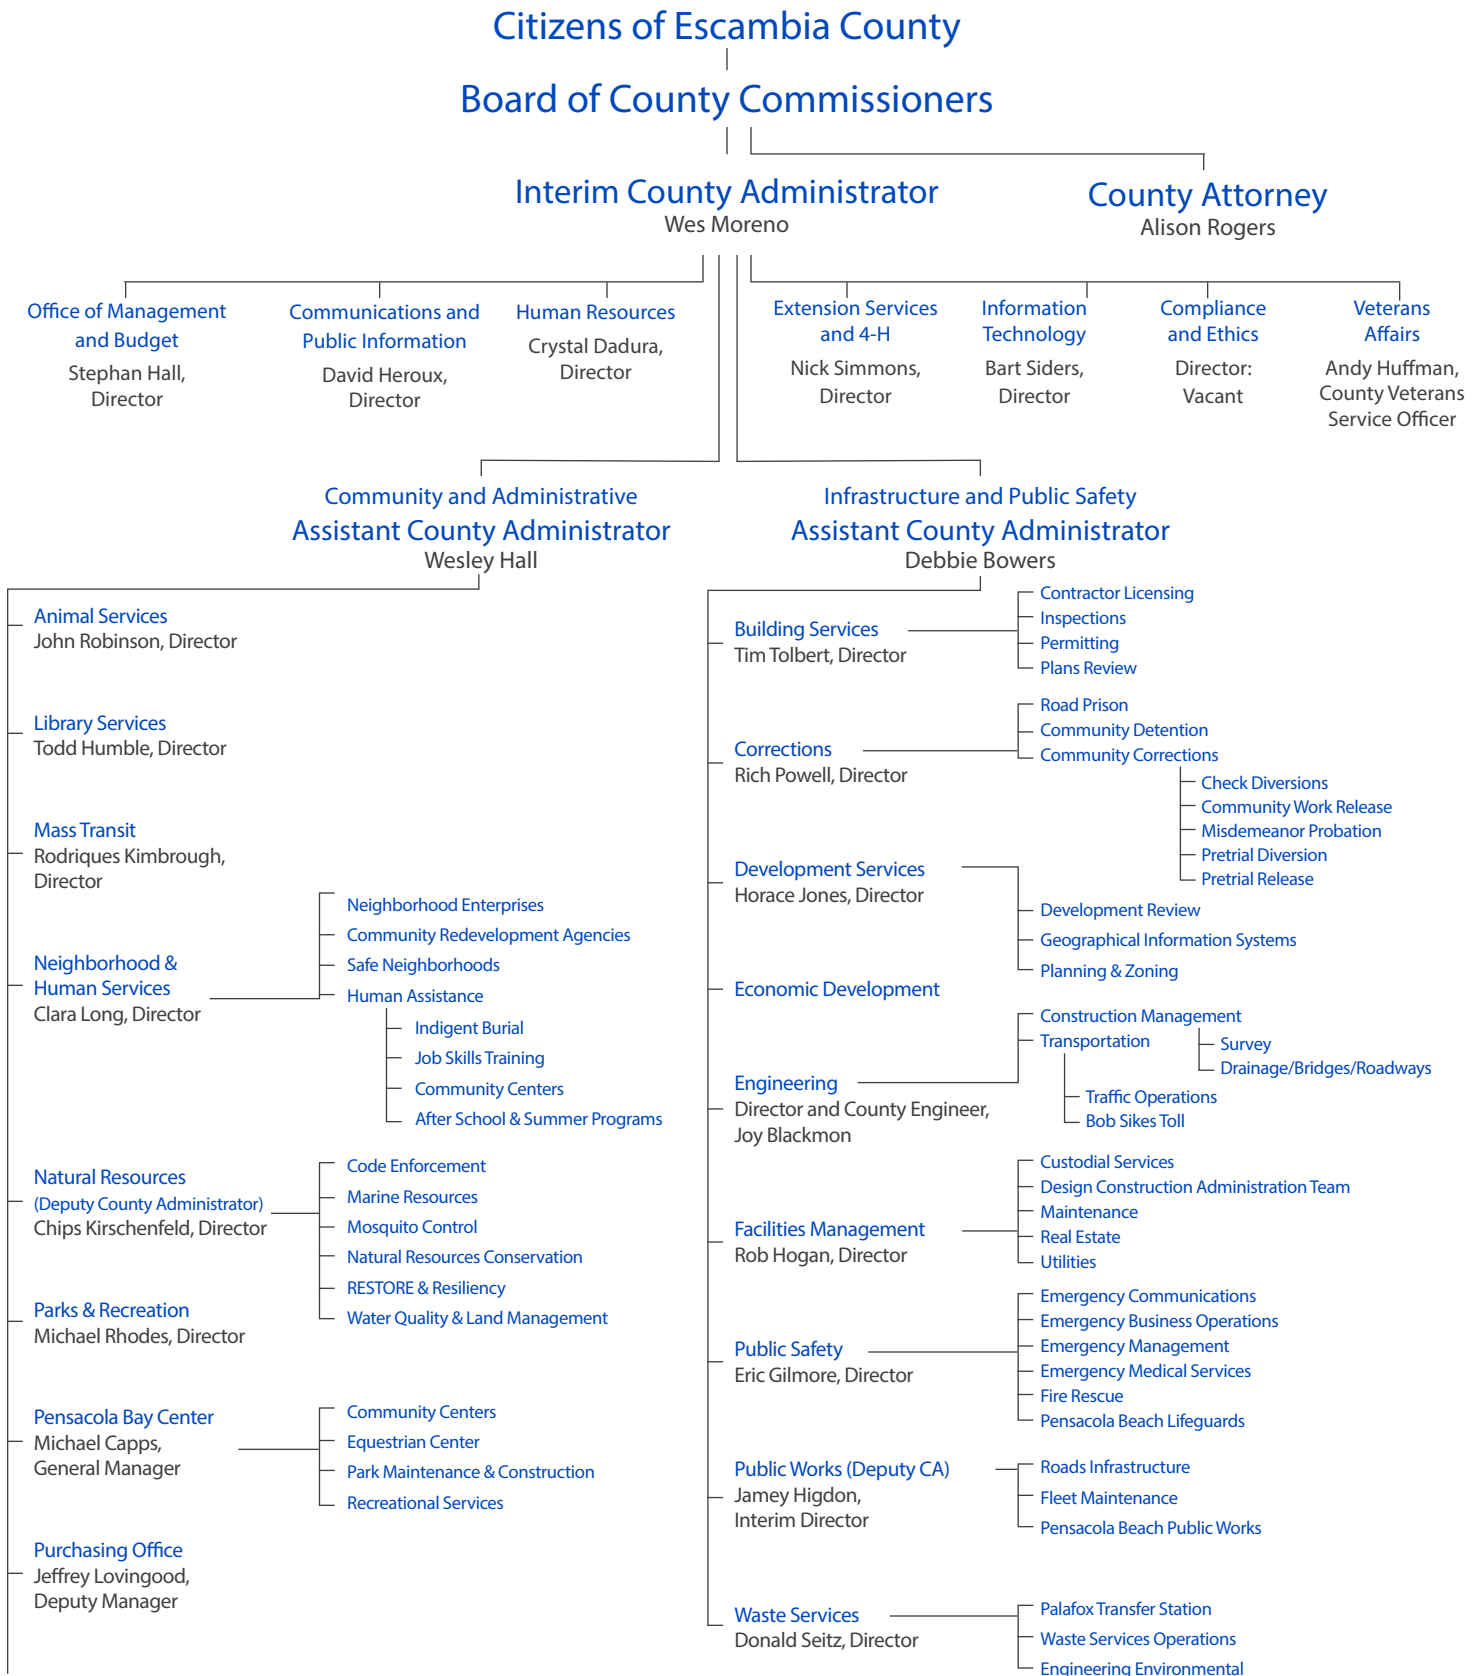 Citizens of Escambia County
Board of County Commissioners
Interim County Administrator
Wes Moreno
County Attorney
Alison Rogers
Office of Management
and Budget
Stephan Hall,
Director
Communications and
Public Information
David Heroux,
Director
Human Resources
Crystal Dadura,
Director
Extension Services
and 4-H
Nick Simmons,
Director
Information
Technology
Bart Siders,
Director
Compliance
and Ethics
Director:
Vacant
Veterans
Affairs
Andy Huffman,
County Veterans
Service Officer
Community and Administrative
Assistant County Administrator
Wesley Hall
Animal Services
John Robinson, Director
Library Services
Todd Humble, Director
Mass Transit
Rodriques Kimbrough,
Director
Neighborhood &
Human Services
Clara Long, Director
Neighborhood Enterprises
Community Redevelopment Agencies
Safe Neighborhoods
Human Assistance
Indigent Burial
Job Skills Training
Community Centers
After School & Summer Programs
Natural Resources
(Deputy County Administrator)
Chips Kirschenfeld, Director
Code Enforcement
Marine Resources
Mosquito Control
Natural Resources Conservation
RESTORE & Resiliency
Water Quality & Land Management
Parks & Recreation
Michael Rhodes, Director
Pensacola Bay Center
Michael Capps,
General Manager
Community Centers
Equestrian Center
Park Maintenance & Construction
Recreational Services
Purchasing Office
Jeffrey Lovingood,
Deputy Manager
Infrastructure and Public Safety
Assistant County Administrator
Debbie Bowers
Building Services
Tim Tolbert, Director
Contractor Licensing
Inspections
Permitting
Plans Review
Corrections
Rich Powell, Director
Road Prison
Community Detention
Community Corrections
Check Diversions
Community Work Release
Misdemeanor Probation
Pretrial Diversion
Pretrial Release
Development Services
Horace Jones, Director
Development Review
Geographical Information Systems
Planning & Zoning
Economic Development
Engineering
Director and County Engineer,
Joy Blackmon
Construction Management
Survey
Drainage/Bridges/Roadways
Transportation
Traffic Operations
Bob Sikes Toll
Facilities Management
Rob Hogan, Director
Custodial Services
Design Construction Administration Team
Maintenance
Real Estate
Utilities
Public Safety
Eric Gilmore, Director
Emergency Communications
Emergency Business Operations
Emergency Management
Emergency Medical Services
Fire Rescue
Pensacola Beach Lifeguards
Public Works (Deputy CA)
Jamey Higdon,
Interim Director
Roads Infrastructure
Fleet Maintenance
Pensacola Beach Public Works
Waste Services
Donald Seitz, Director
Palafox Transfer Station
Waste Services Operations
Engineering Environmental